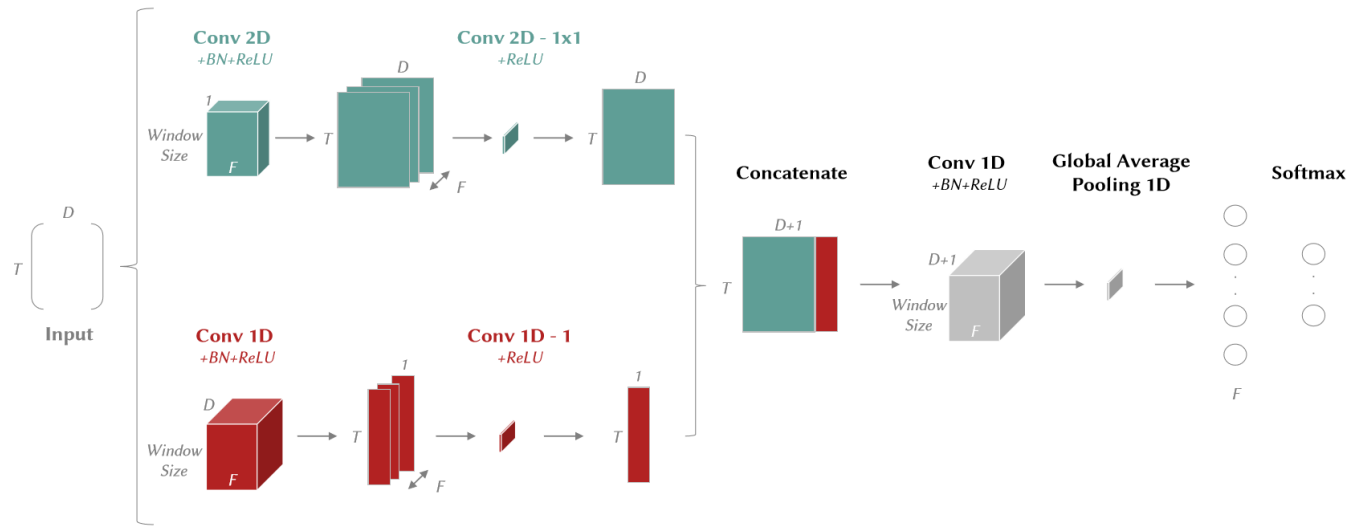 D
T
Input
Conv 2D
+BN+ReLU
1
Window
Size
F
D
T
F
Conv 2D - 1x1
+ReLU
D
T
Conv 1D
+BN+ReLU
D
Window
Size
F
1
T
F
Conv 1D - 1
+ReLU
1
T
Concatenate
D+1
T
Conv 1D
+BN+ReLU
D+1
Window
Size
F
Global Average
Pooling 1D
F
Softmax